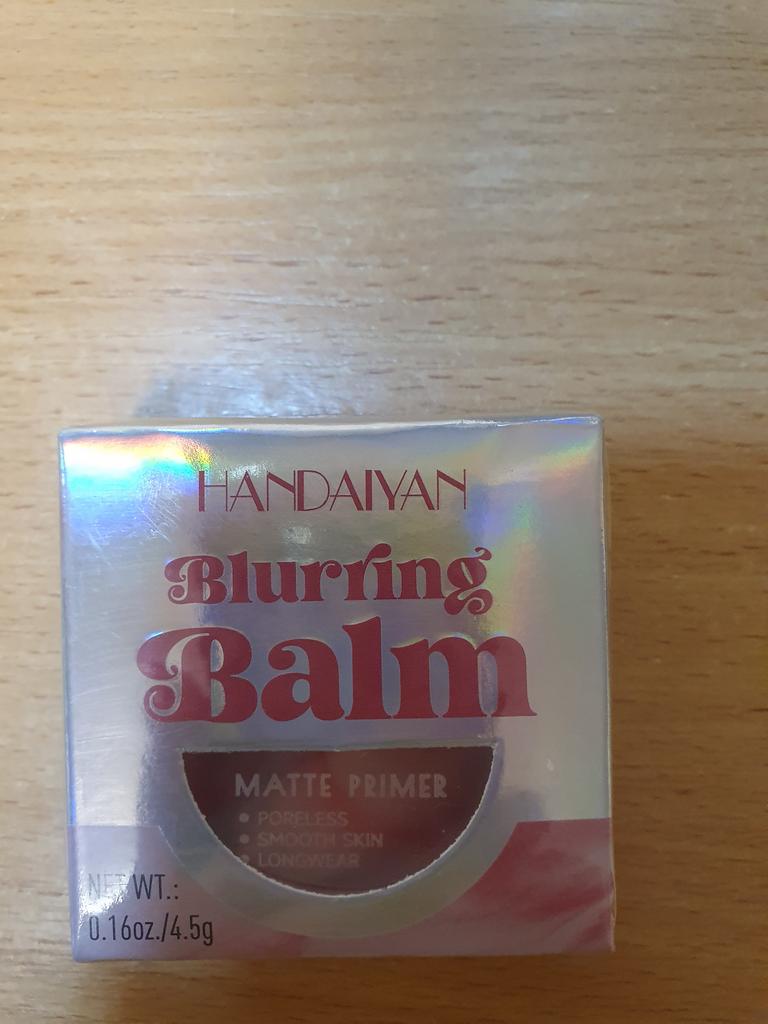 HANDAIYAN
Blurring
Balm
MATTE PRIMER
• PORELESS
• SMOOTH SKIN
• LONGWEAR
NET WT.:
0.16oz./4.5g